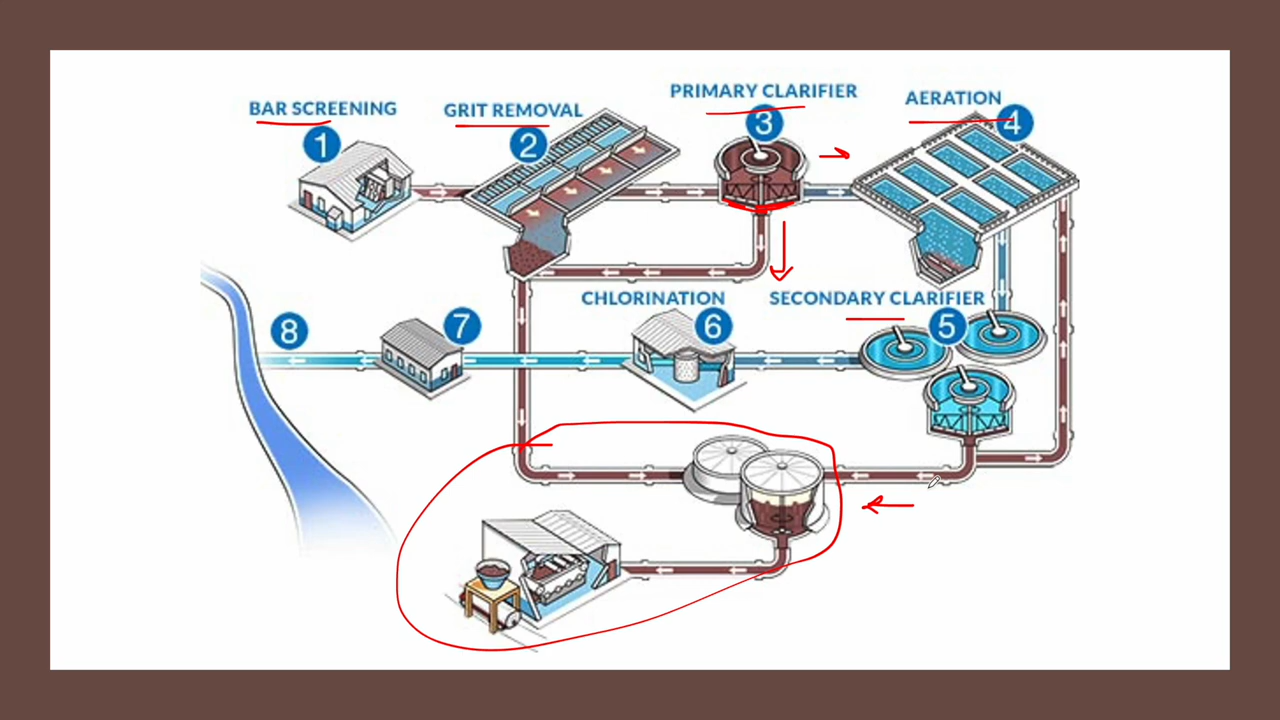 BAR SCREENING
1
GRIT REMOVAL
2
PRIMARY CLARIFIER
3
AERATION
4
SECONDARY CLARIFIER
5
CHLORINATION
6
7
8